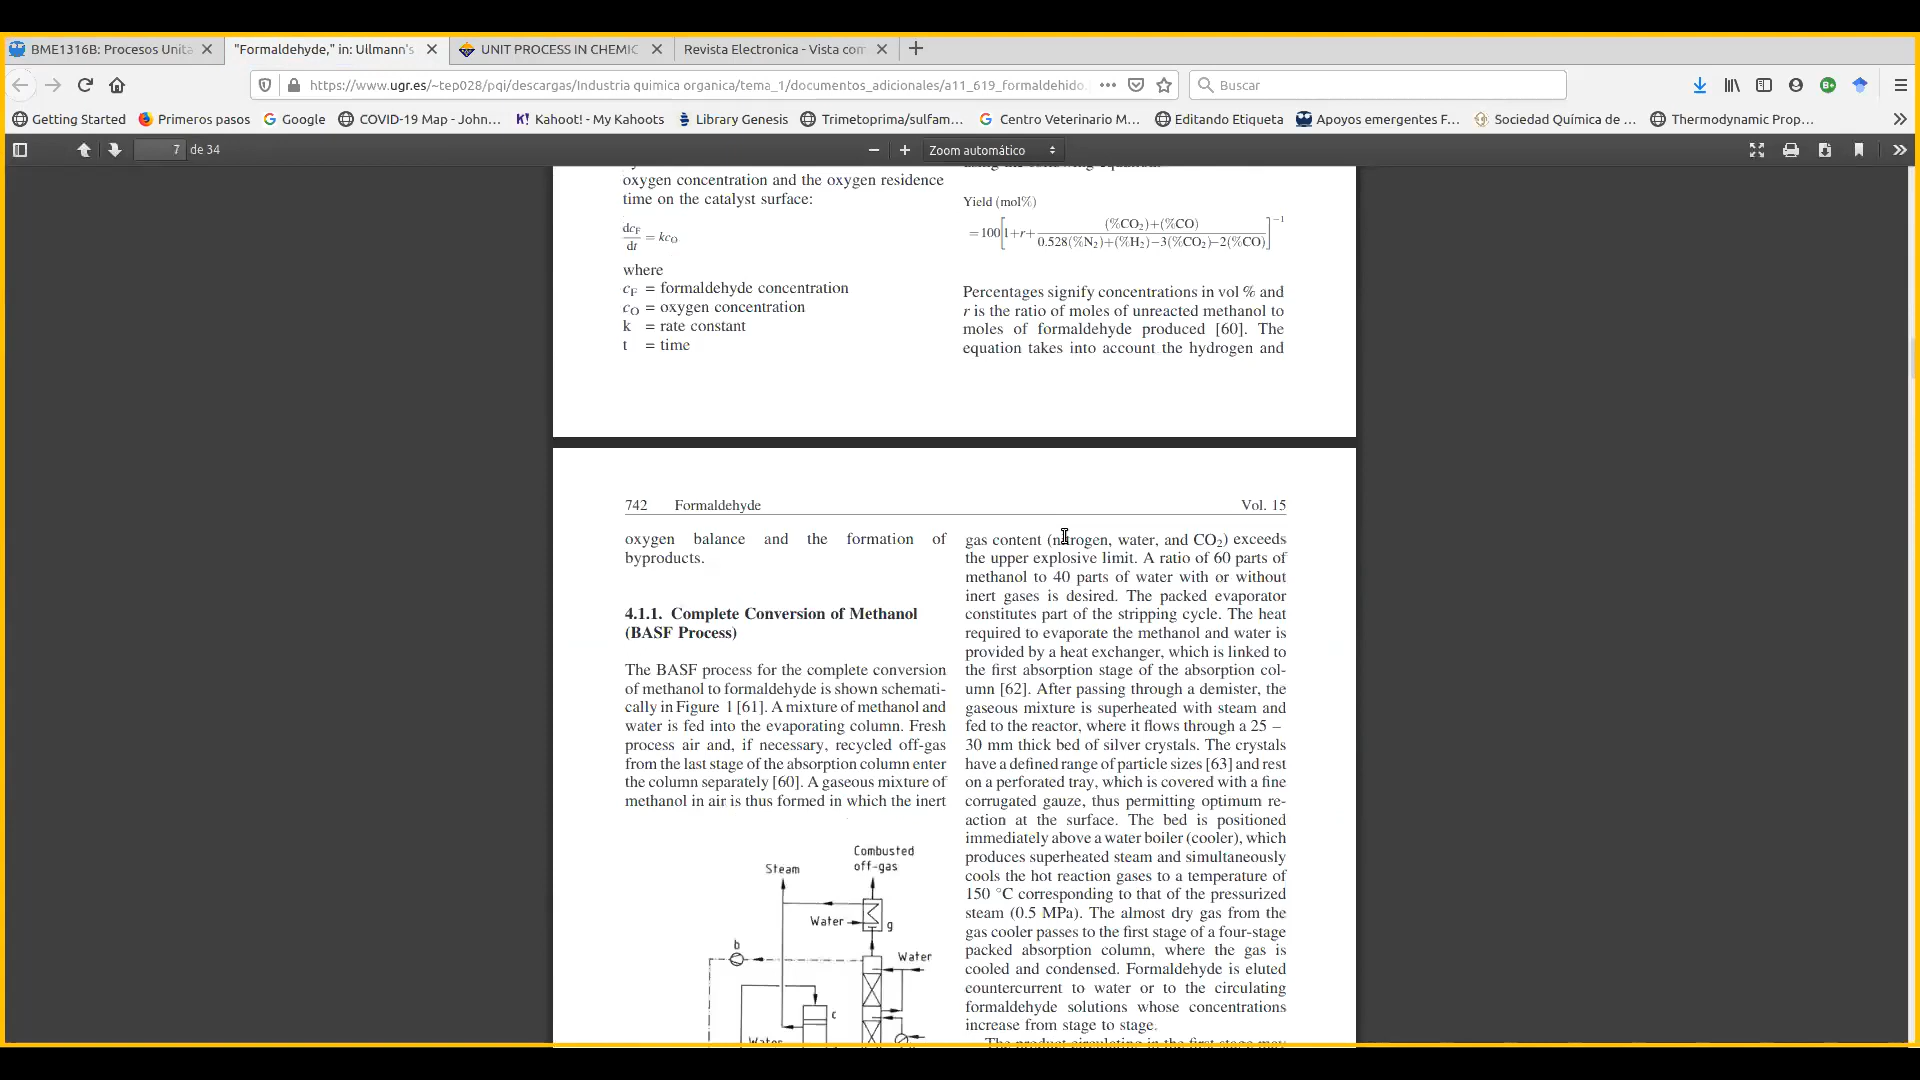 BME1316B: Procesos Unita
"Formaldehyde," in: Ullmann's
UNIT PROCESS IN CHEMIC
Revista Electronica - Vista com
https://www.ugr.es/~tep028/pqi/descargas/Industria quimica organica/tema_1/documentos_adicionales/a11_619_formaldehido.
Buscar
Getting Started
Primeros pasos
Google
COVID-19 Map - John...
Kahoot! - My Kahoots
Library Genesis
Trimetoprima/sulfam...
Centro Veterinario M...
Editando Etiqueta
Apoyos emergentes F...
Sociedad Química de ...
Thermodynamic Prop...
7 de 34
Zoom automático
oxygen concentration and the oxygen residence
time on the catalyst surface:
dcF/dt = kcO
where
cF = formaldehyde concentration
cO = oxygen concentration
k = rate constant
t = time
Yield (mol%)
=100[1+r+ (%CO2)+(%CO) / 0.528(%N2)+(%H2)−3(%CO2)−2(%CO)]−1
Percentages signify concentrations in vol % and
r is the ratio of moles of unreacted methanol to
moles of formaldehyde produced [60]. The
equation takes into account the hydrogen and
742 Formaldehyde Vol. 15
oxygen balance and the formation of
byproducts.
4.1.1. Complete Conversion of Methanol
(BASF Process)
The BASF process for the complete conversion
of methanol to formaldehyde is shown schemati-
cally in Figure 1 [61]. A mixture of methanol and
water is fed into the evaporating column. Fresh
process air and, if necessary, recycled off-gas
from the last stage of the absorption column enter
the column separately [60]. A gaseous mixture of
methanol in air is thus formed in which the inert
Combusted
off-gas
Steam
Water
g
b
Water
c
Water
gas content (nitrogen, water, and CO2) exceeds
the upper explosive limit. A ratio of 60 parts of
methanol to 40 parts of water with or without
inert gases is desired. The packed evaporator
constitutes part of the stripping cycle. The heat
required to evaporate the methanol and water is
provided by a heat exchanger, which is linked to
the first absorption stage of the absorption col-
umn [62]. After passing through a demister, the
gaseous mixture is superheated with steam and
fed to the reactor, where it flows through a 25 –
30 mm thick bed of silver crystals. The crystals
have a defined range of particle sizes [63] and rest
on a perforated tray, which is covered with a fine
corrugated gauze, thus permitting optimum re-
action at the surface. The bed is positioned
immediately above a water boiler (cooler), which
produces superheated steam and simultaneously
cools the hot reaction gases to a temperature of
150 °C corresponding to that of the pressurized
steam (0.5 MPa). The almost dry gas from the
gas cooler passes to the first stage of a four-stage
packed absorption column, where the gas is
cooled and condensed. Formaldehyde is eluted
countercurrent to water or to the circulating
formaldehyde solutions whose concentrations
increase from stage to stage.